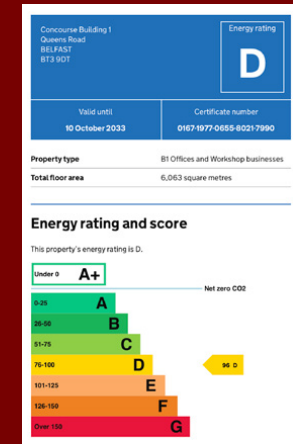 Concourse Building 1
Queens Road
BELFAST
BT3 9DT
Energy rating
D
Valid until
10 October 2033
Certificate number
0167-1977-0655-8021-7990
Property type
B1 Offices and Workshop businesses
Total floor area
6,063 square metres
Energy rating and score
This property's energy rating is D.
Under 0 A+
Net zero CO2
0-25 A
26-50 B
51-75 C
76-100 D
96 D
101-125 E
126-150 F
Over 150 G